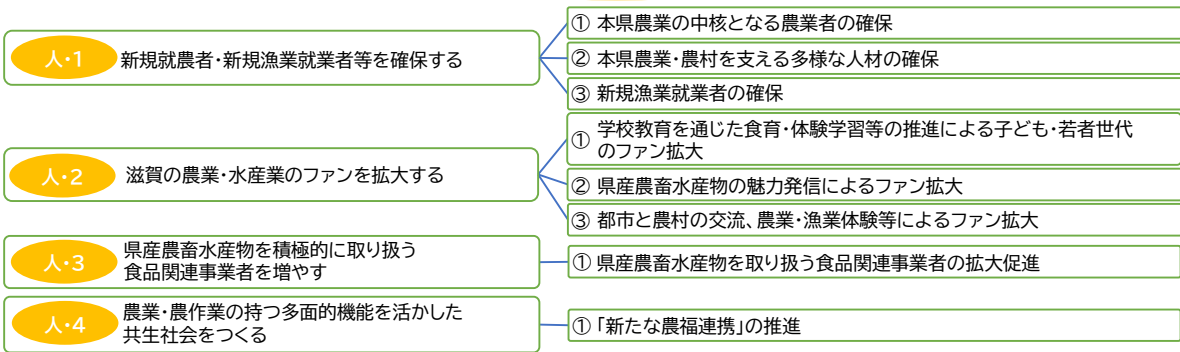 人・1
新規就農者・新規漁業就業者等を確保する
① 本県農業の中核となる農業者の確保
② 本県農業・農村を支える多様な人材の確保
③ 新規漁業就業者の確保
人・2
滋賀の農業・水産業のファンを拡大する
① 学校教育を通じた食育・体験学習等の推進による子ども・若者世代
のファン拡大
② 県産農畜水産物の魅力発信によるファン拡大
③ 都市と農村の交流、農業・漁業体験等によるファン拡大
人・3
県産農畜水産物を積極的に取り扱う
食品関連事業者を増やす
① 県産農畜水産物を取り扱う食品関連事業者の拡大促進
人・4
農業・農作業の持つ多面的機能を活かした
共生社会をつくる
① 「新たな農福連携」の推進